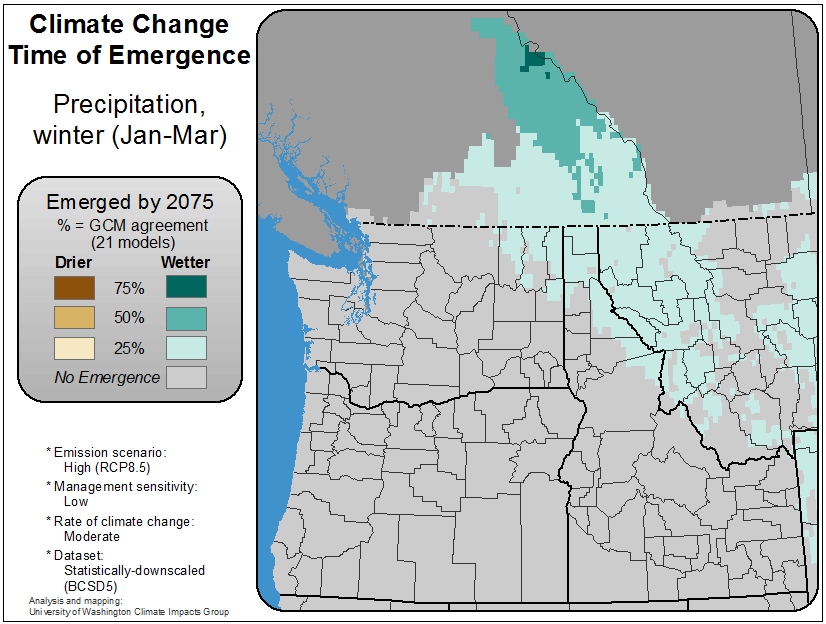 Climate Change
Time of Emergence
Precipitation,
winter (Jan-Mar)
Emerged by 2075
% = GCM agreement
(21 models)
Drier Wetter
75%
50%
25%
No Emergence
* Emission scenario:
High (RCP8.5)
* Management sensitivity:
Low
* Rate of climate change:
Moderate
* Dataset:
Statistically-downscaled
(BCSD5)
Analysis and mapping:
University of Washington Climate Impacts Group